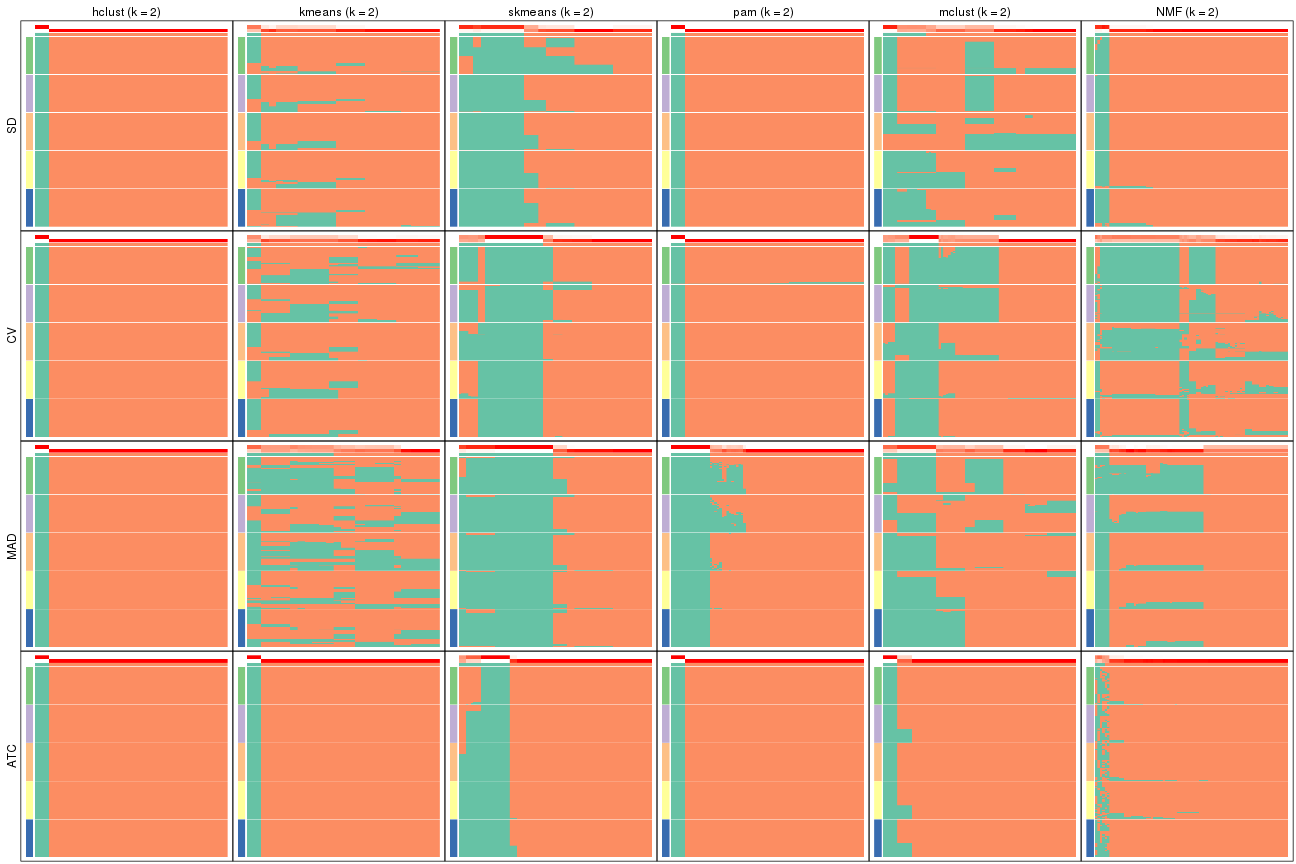 hclust (k = 2)
kmeans (k = 2)
skmeans (k = 2)
pam (k = 2)
mclust (k = 2)
NMF (k = 2)
SD
CV
MAD
ATC